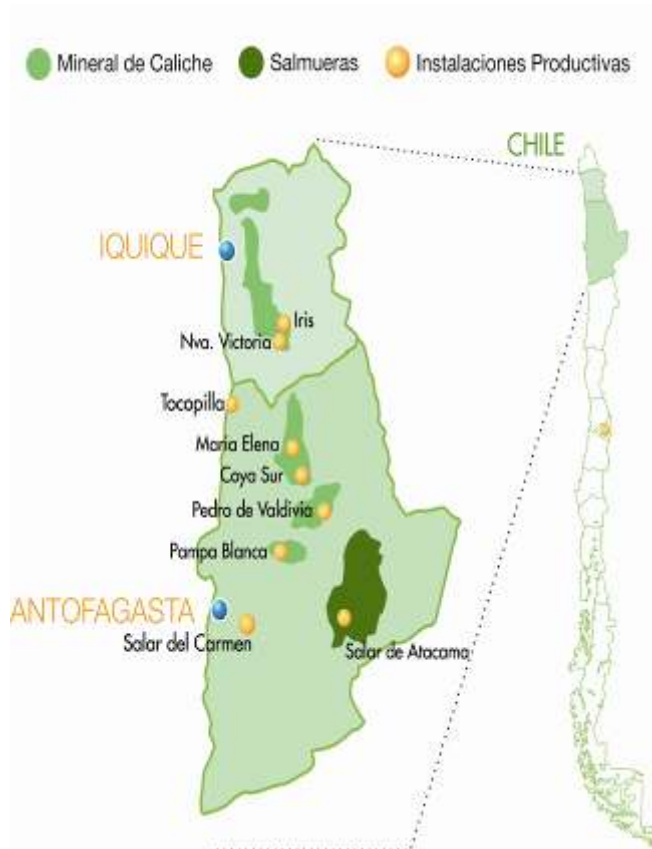 Mineral de Caliche
Salmueras
Instalaciones Productivas
CHILE
IQUIQUE
Iris
Nva. Victoria
Tocopilla
Maria Elena
Coya Sur
Pedro de Valdivia
Pampa Blanca
ANTOFAGASTA
Salar del Carmen
Salar de Atacama